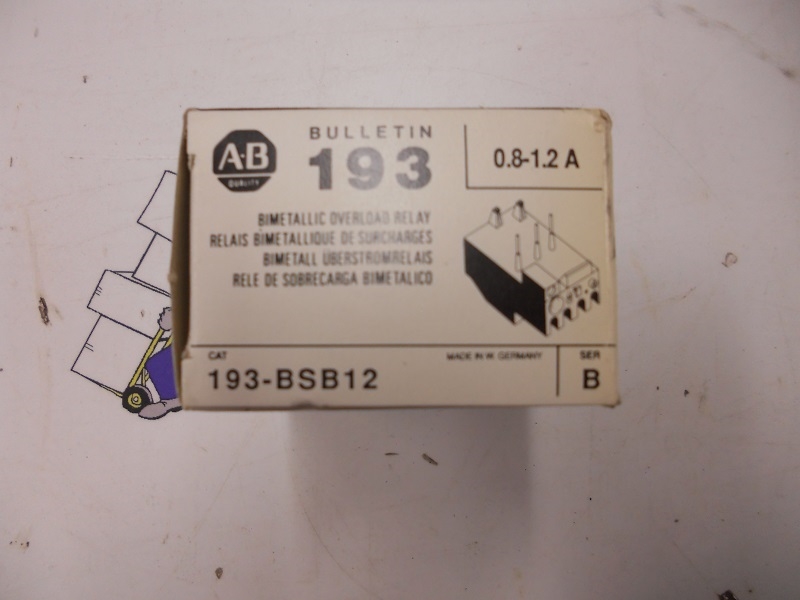 A-B
QUALITY
BULLETIN
193
0.8-1.2 A
BIMETALLIC OVERLOAD RELAY
RELAIS BIMETALLIQUE DE SURCHARGES
BIMETALL UBERSTROMRELAIS
RELE DE SOBRECARGA BIMETALICO
CAT
MADE IN W. GERMANY
SER
193-BSB12
B